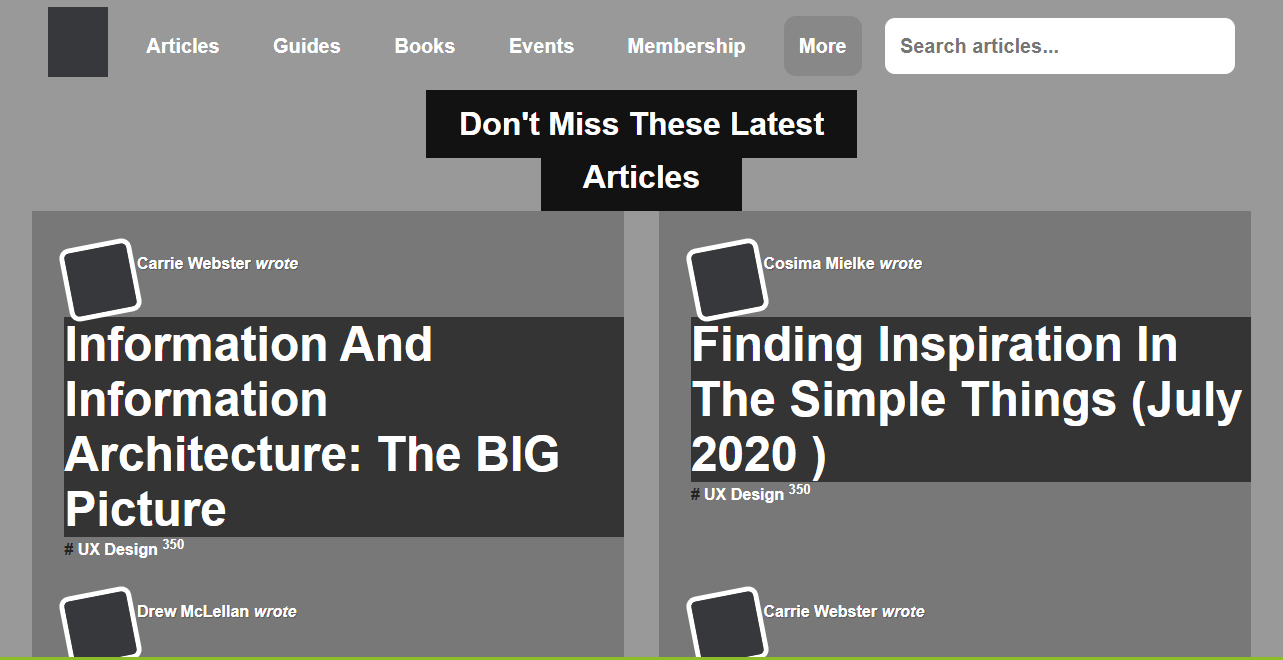 Articles Guides Books Events Membership More Search articles...
Don't Miss These Latest
Articles
Carrie Webster wrote
Information And
Information
Architecture: The BIG
Picture
# UX Design 350
Cosima Mielke wrote
Finding Inspiration In
The Simple Things (July
2020 )
# UX Design 350
Drew McLellan wrote
Carrie Webster wrote